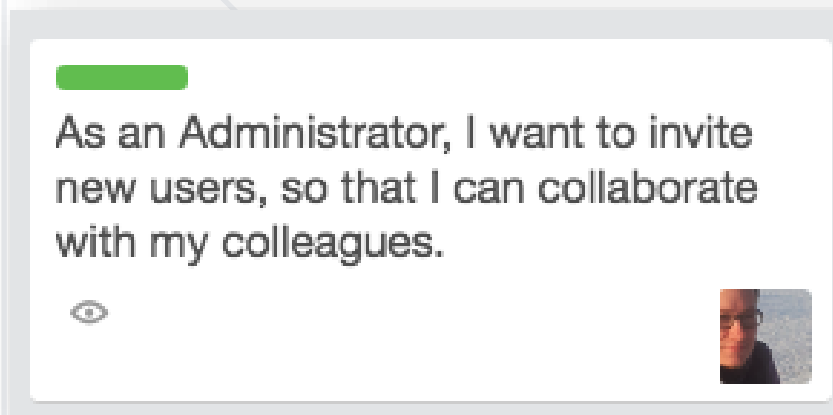 As an Administrator, I want to invite
new users, so that I can collaborate
with my colleagues.